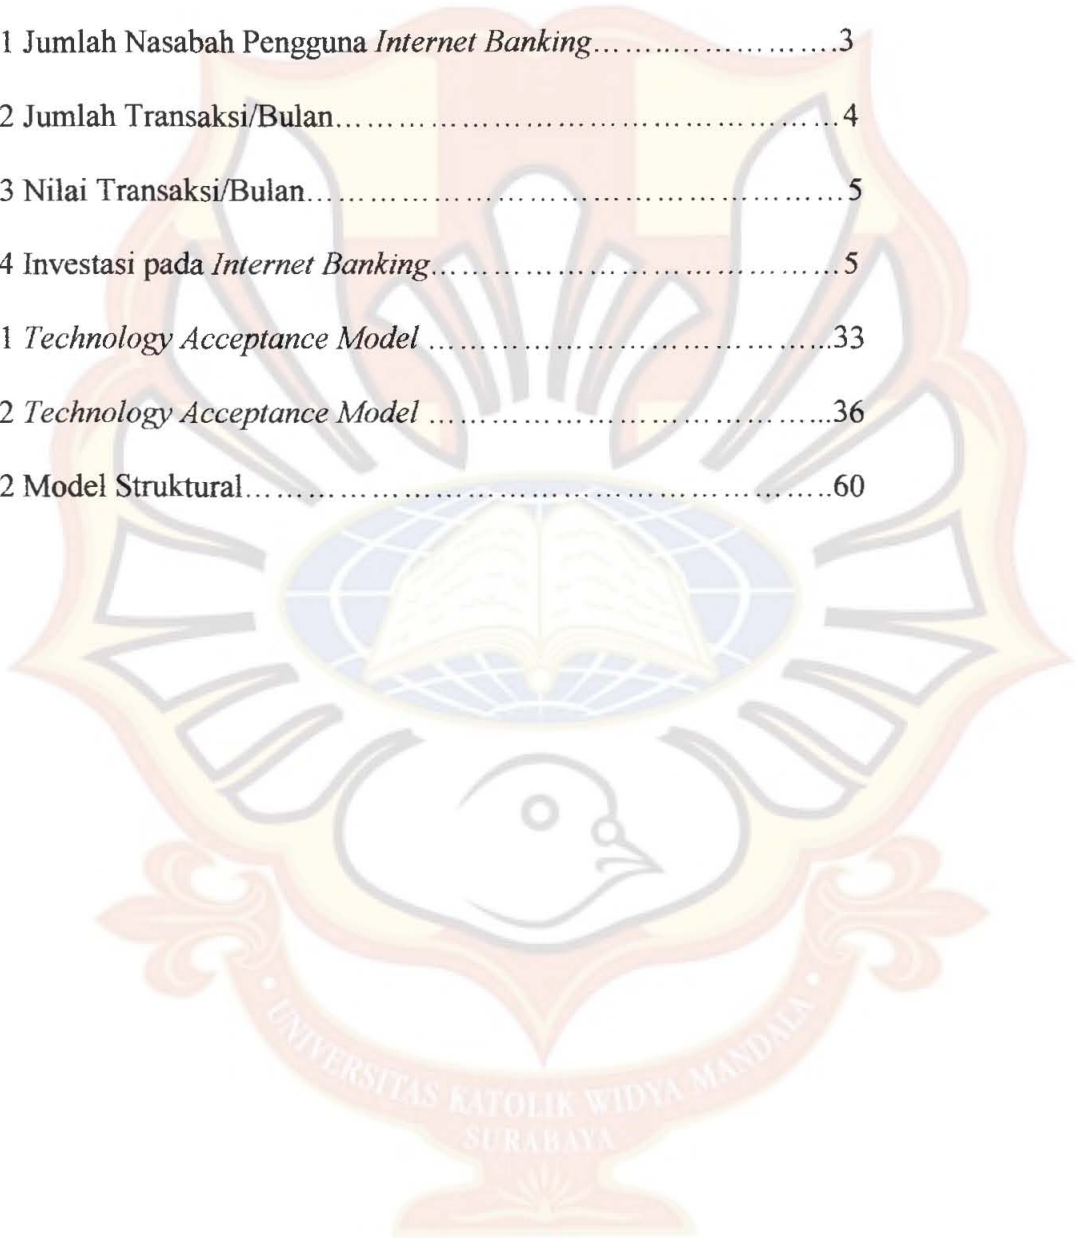 1 Jumlah Nasabah Pengguna Internet Banking...........................3
2 Jumlah Transaksi/Bulan...................................................4
3 Nilai Transaksi/Bulan......................................................5
4 Investasi pada Internet Banking.........................................5
1 Technology Acceptance Model ........................................33
2 Technology Acceptance Model ........................................36
2 Model Struktural...........................................................60
• UNIVERSITAS KATOLIK WIDYA MANDALA •
SURABAYA